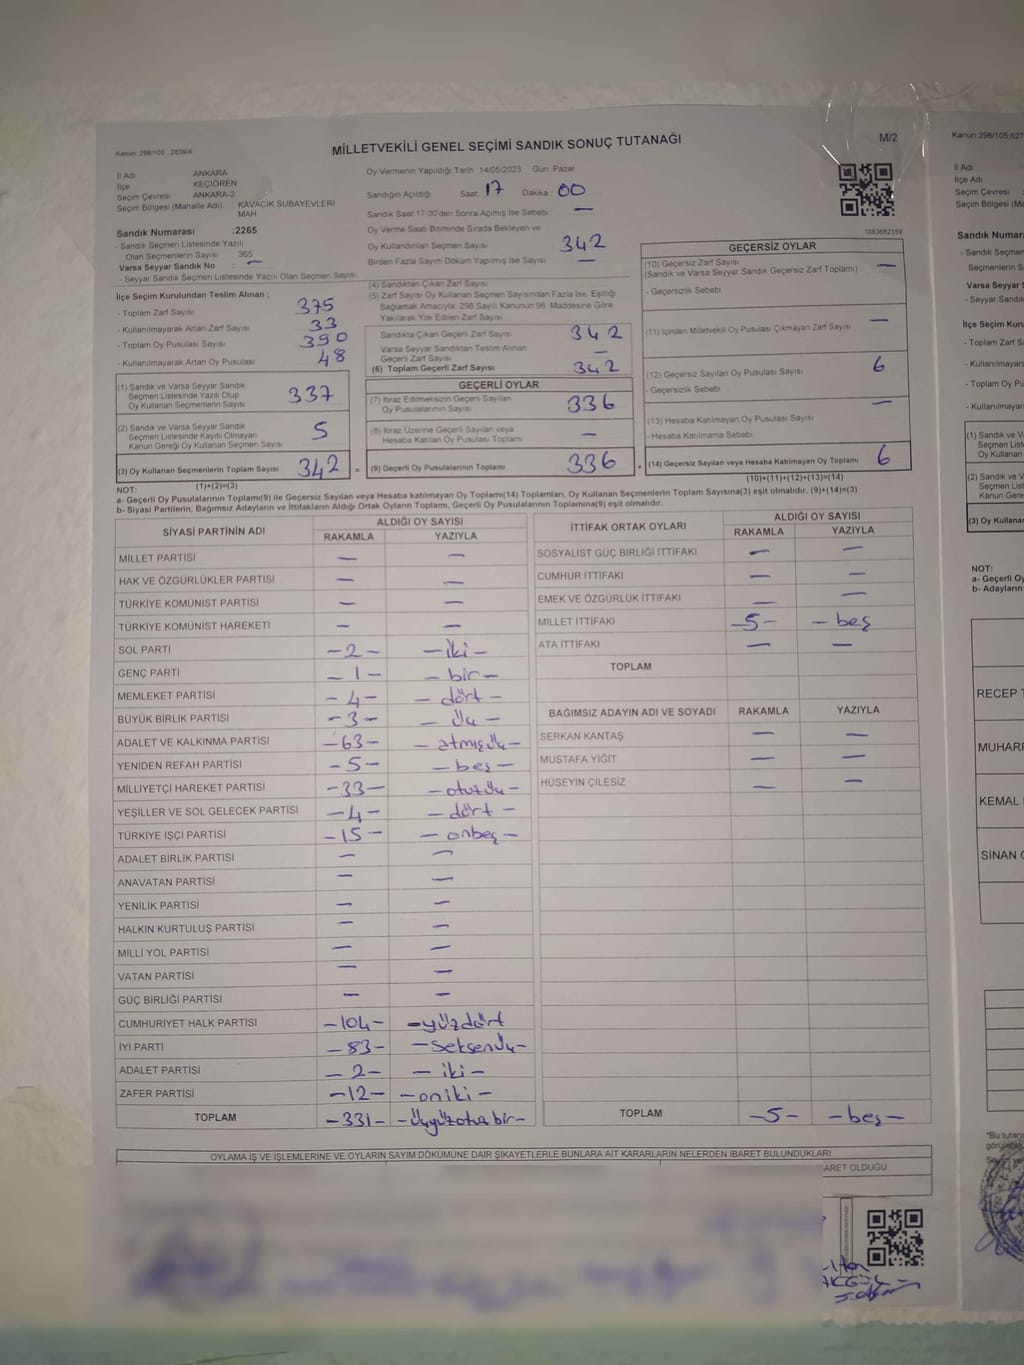 Kanun: 298/105 , 2839/4
MİLLETVEKİLİ GENEL SEÇİMİ SANDIK SONUÇ TUTANAĞI
M/2
İl Adı ANKARA
İlçe KEÇİÖREN
Seçim Çevresi ANKARA-2
Seçim Bölgesi (Mahalle Adı) KAVACIK SUBAYEVLERİ MAH
Sandık Numarası :2265
- Sandık Seçmen Listesinde Yazılı
Olan Seçmenlerin Sayısı 365
Varsa Seyyar Sandık No : —
- Seyyar Sandık Seçmen Listesinde Yazılı Olan Seçmen Sayısı
İlçe Seçim Kurulundan Teslim Alınan ;
- Toplam Zarf Sayısı 375
- Kullanılmayarak Artan Zarf Sayısı 33
- Toplam Oy Pusulası Sayısı 390
- Kullanılmayarak Artan Oy Pusulası 48
(1) Sandık ve Varsa Seyyar Sandık
Seçmen Listesinde Yazılı Olup
Oy Kullanan Seçmenlerin Sayısı 337
(2) Sandık ve Varsa Seyyar Sandık
Seçmen Listesinde Kayıtlı Olmayan
Kanun Gereği Oy Kullanan Seçmen Sayısı 5
(3) Oy Kullanan Seçmenlerin Toplam Sayısı 342
(1)+(2)=(3)
Oy Vermenin Yapıldığı Tarih 14/05/2023 Gün Pazar
Sandığın Açıldığı Saat 17 Dakika 00
Sandık Saat 17.00'den Sonra Açılmış İse Sebebi —
Oy Verme Saati Bitiminde Sırada Bekleyen ve
Oy Kullandırılan Seçmen Sayısı 342
Birden Fazla Sayım Döküm Yapılmış İse Sayısı —
(4) Sandıktan Çıkan Zarf Sayısı
(5) Zarf Sayısı Oy Kullanan Seçmen Sayısından Fazla İse, Eşitliği
Sağlamak Amacıyla; 298 Sayılı Kanunun 98. Maddesine Göre
Yakılarak Yok Edilen Zarf Sayısı
Sandıkta Çıkan Geçerli Zarf Sayısı 342
Varsa Seyyar Sandıktan Teslim Alınan
Geçerli Zarf Sayısı —
(6) Toplam Geçerli Zarf Sayısı 342
GEÇERLİ OYLAR
(7) İtiraz Edilmeksizin Geçerli Sayılan
Oy Pusulalarının Sayısı 336
(8) İtiraz Üzerine Geçerli Sayılan veya
Hesaba Katılan Oy Pusulası Toplamı —
= (9) Geçerli Oy Pusulalarının Toplamı 336
1083682359
GEÇERSİZ OYLAR
(10) Geçersiz Zarf Sayısı —
(Sandık ve Varsa Seyyar Sandık Geçersiz Zarf Toplamı)
- Geçersizlik Sebebi
(11) İçinden Milletvekili Oy Pusulası Çıkmayan Zarf Sayısı —
(12) Geçersiz Sayılan Oy Pusulası Sayısı 6
- Geçersizlik Sebebi
(13) Hesaba Katılmayan Oy Pusulası Sayısı —
- Hesaba Katılmama Sebebi
+ (14) Geçersiz Sayılan veya Hesaba Katılmayan Oy Toplamı 6
(10)+(11)+(12)+(13)=(14)
NOT:
a- Geçerli Oy Pusulalarının Toplamı(9) ile Geçersiz Sayılan veya Hesaba katılmayan Oy Toplamı(14) Toplamları, Oy Kullanan Seçmenlerin Toplam Sayısına(3) eşit olmalıdır. (9)+(14)=(3)
b- Siyasi Partilerin, Bağımsız Adayların ve İttifakların Aldığı Ortak Oyların Toplamı, Geçerli Oy Pusulalarının Toplamına(9) eşit olmalıdır.
SİYASİ PARTİNİN ADI ALDIĞI OY SAYISI
RAKAMLA YAZIYLA
MİLLET PARTİSİ — —
HAK VE ÖZGÜRLÜKLER PARTİSİ — —
TÜRKİYE KOMÜNİST PARTİSİ — —
TÜRKİYE KOMÜNİST HAREKETİ — —
SOL PARTİ -2- -iki-
GENÇ PARTİ -1- -bir-
MEMLEKET PARTİSİ -4- -dört-
BÜYÜK BİRLİK PARTİSİ -3- -üç-
ADALET VE KALKINMA PARTİSİ -63- -atmışüç-
YENİDEN REFAH PARTİSİ -5- -beş-
MİLLİYETÇİ HAREKET PARTİSİ -33- -otuzüç-
YEŞİLLER VE SOL GELECEK PARTİSİ -4- -dört-
TÜRKİYE İŞÇİ PARTİSİ -15- -onbeş-
ADALET BİRLİK PARTİSİ — —
ANAVATAN PARTİSİ — —
YENİLİK PARTİSİ — —
HALKIN KURTULUŞ PARTİSİ — —
MİLLİ YOL PARTİSİ — —
VATAN PARTİSİ — —
GÜÇ BİRLİĞİ PARTİSİ — —
CUMHURİYET HALK PARTİSİ -104- -yüzdört
İYİ PARTİ -83- -seksenüç-
ADALET PARTİSİ -2- -iki-
ZAFER PARTİSİ -12- -oniki-
TOPLAM -331- -üçyüzotuzbir-
İTTİFAK ORTAK OYLARI ALDIĞI OY SAYISI
RAKAMLA YAZIYLA
SOSYALİST GÜÇ BİRLİĞİ İTTİFAKI — —
CUMHUR İTTİFAKI — —
EMEK VE ÖZGÜRLÜK İTTİFAKI — —
MİLLET İTTİFAKI -5- -beş
ATA İTTİFAKI — —
TOPLAM
BAĞIMSIZ ADAYIN ADI VE SOYADI RAKAMLA YAZIYLA
SERKAN KANTAŞ — —
MUSTAFA YİĞİT — —
HÜSEYİN ÇİLESİZ — —
TOPLAM -5- -beş-
OYLAMA İŞ VE İŞLEMLERİNE VE OYLARIN SAYIM DÖKÜMÜNE DAİR ŞİKAYETLERLE BUNLARA AİT KARARLARIN NELERDEN İBARET BULUNDUKLARI
ARET OLDUĞU
Kanun:298/105;627
İl Adı
İlçe Adı
Seçim Çevresi
Seçim Bölgesi (Ma
Sandık Numar
- Sandık Seçmen
Seçmenlerin S
Varsa Seyyar
- Seyyar Sandık
İlçe Seçim Kuru
- Toplam Zarf S
- Kullanılmayara
- Toplam Oy Pu
- Kullanılmayara
(1) Sandık ve
Seçmen List
Oy Kullanan
(2) Sandık ve
Seçmen List
Kanun Gere
(3) Oy Kullana
NOT:
a- Geçerli Oy
b- Adayların
RECEP T
MUHARR
KEMAL
SİNAN O
"Bu tutana